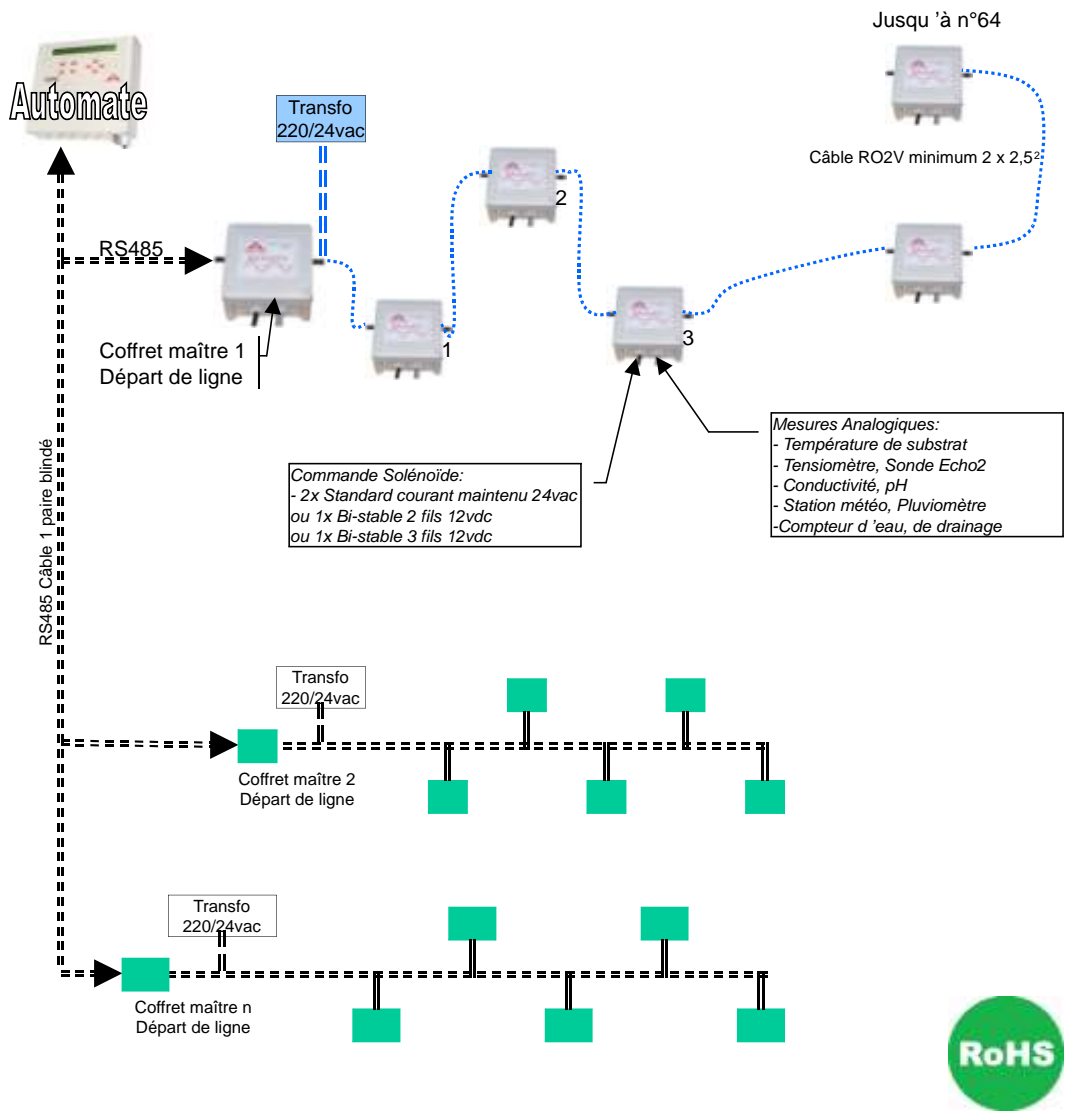 Jusqu 'à n°64
Automate
Transfo
220/24vac
Câble RO2V minimum 2 x 2,5²
2
RS485
1
3
Coffret maître 1
Départ de ligne
Mesures Analogiques:
- Température de substrat
- Tensiomètre, Sonde Echo2
- Conductivité, pH
- Station météo, Pluviomètre
-Compteur d 'eau, de drainage
Commande Solénoïde:
- 2x Standard courant maintenu 24vac
ou 1x Bi-stable 2 fils 12vdc
ou 1x Bi-stable 3 fils 12vdc
RS485 Câble 1 paire blindé
Transfo
220/24vac
Coffret maître 2
Départ de ligne
Transfo
220/24vac
Coffret maître n
Départ de ligne
RoHS